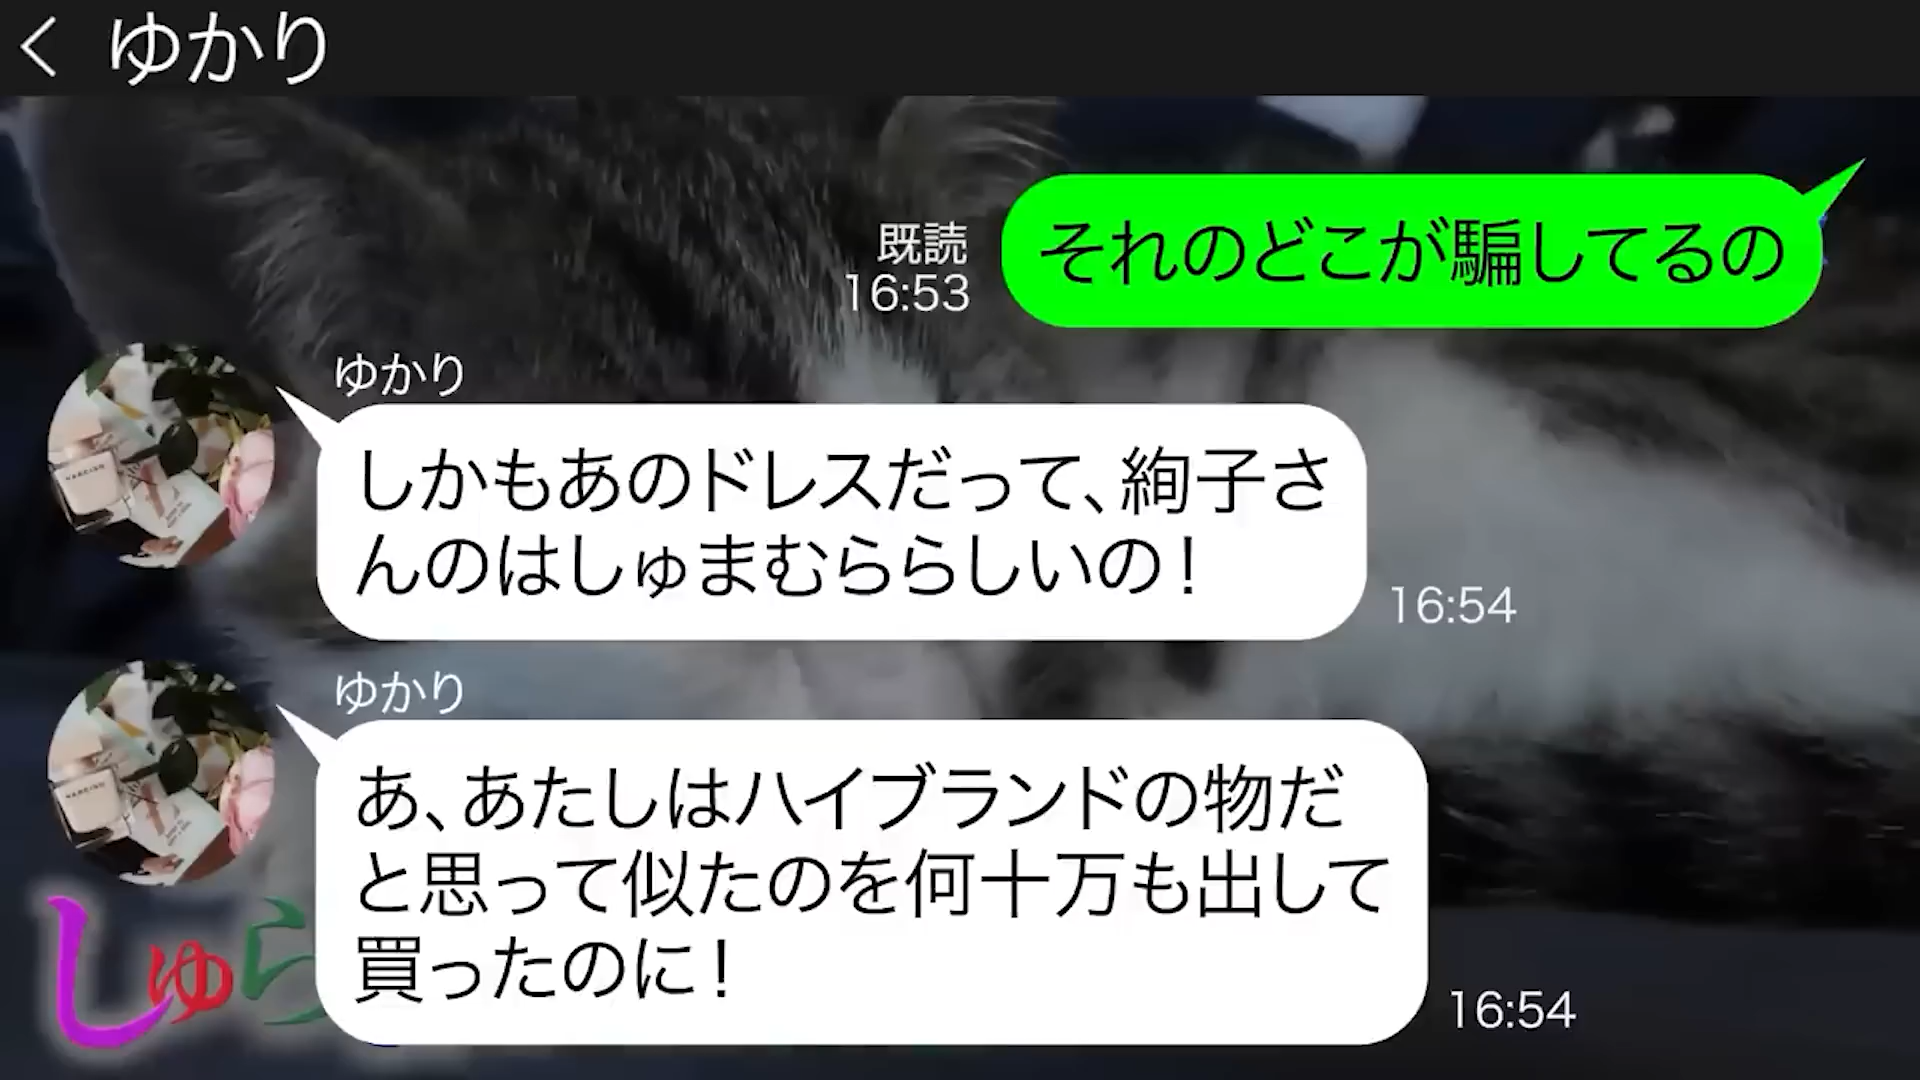 ゆかり
それのどこが騙してるの
既読
16:53
ゆかり
しかもあのドレスだって、絢子さ
んのはしゅまむららしいの!
16:54
ゆかり
あ、あたしはハイブランドの物だ
と思って似たのを何十万も出して
買ったのに!
16:54
しゅら